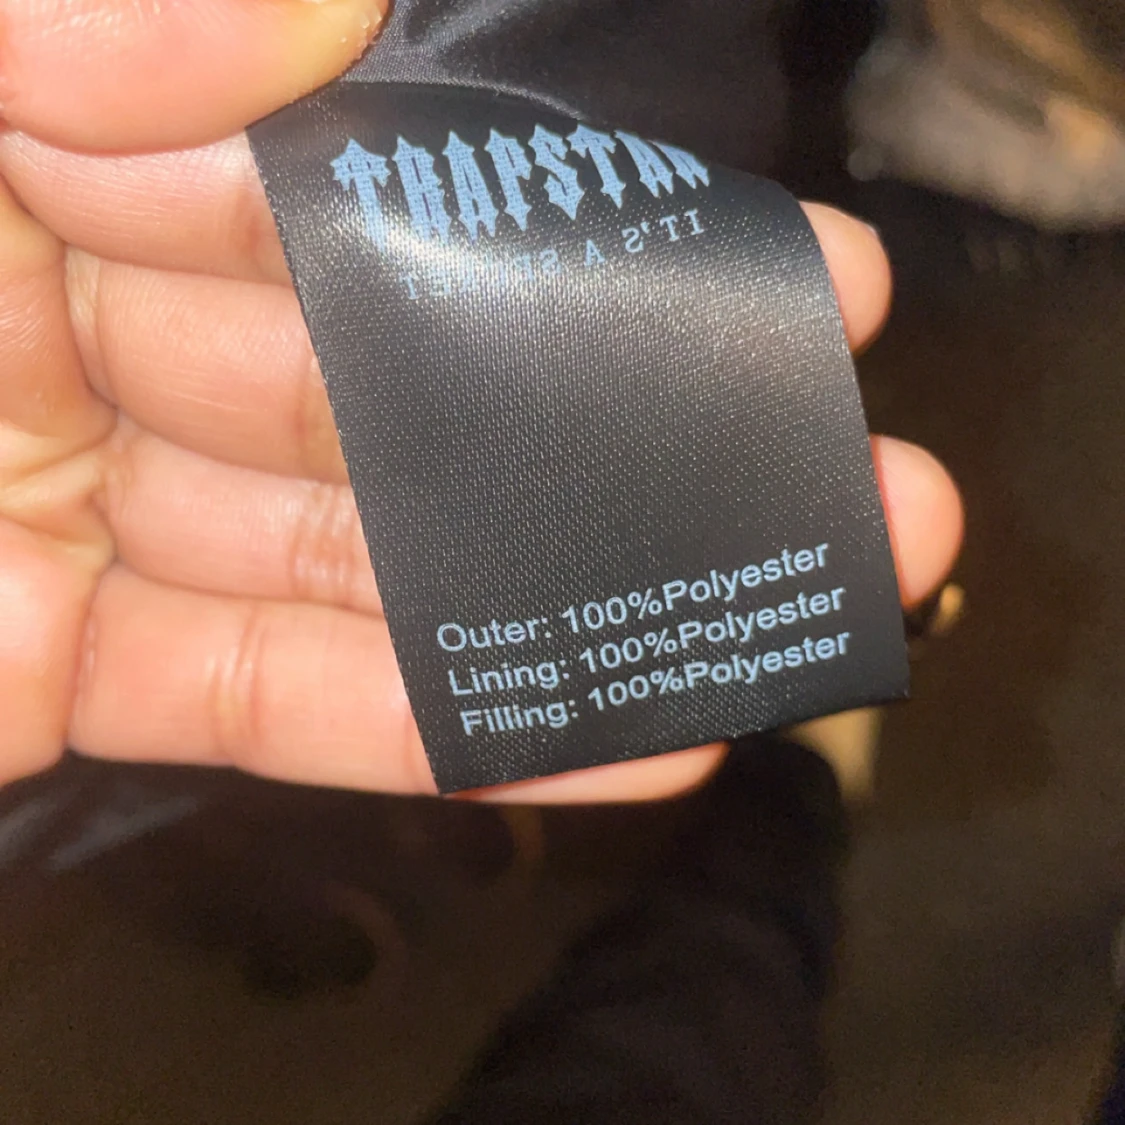 TRAPSTAR
IT'S A
Outer: 100%Polyester
Lining: 100%Polyester
Filling: 100%Polyester